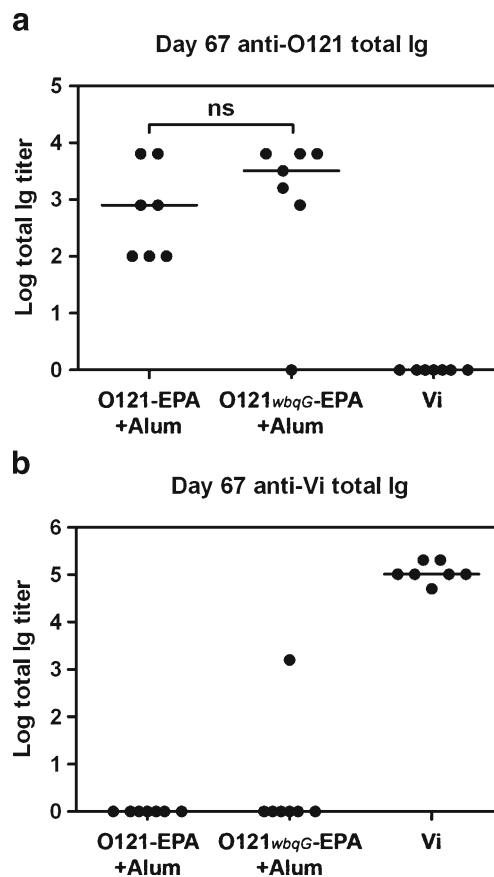 a
Day 67 anti-O121 total Ig
ns
Log total Ig titer
5
4
3
2
1
0
O121-EPA
+Alum
O121wbqG-EPA
+Alum
Vi
b
Day 67 anti-Vi total Ig
Log total Ig titer
6
5
4
3
2
1
0
O121-EPA
+Alum
O121wbqG-EPA
+Alum
Vi